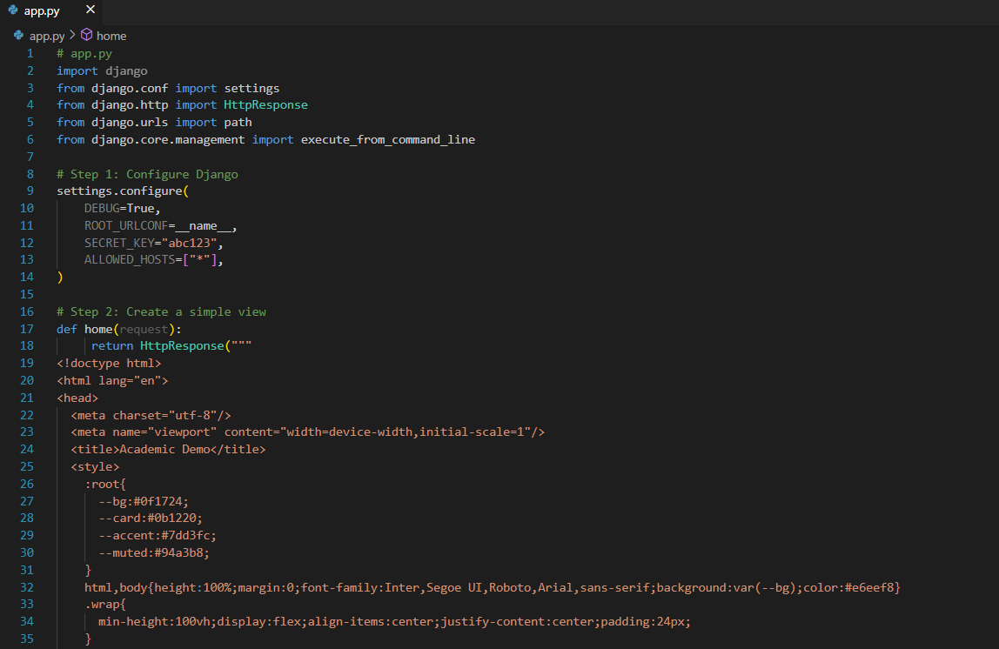 app.py ×
app.py > home
1 # app.py
2 import django
3 from django.conf import settings
4 from django.http import HttpResponse
5 from django.urls import path
6 from django.core.management import execute_from_command_line
7
8 # Step 1: Configure Django
9 settings.configure(
10     DEBUG=True,
11     ROOT_URLCONF=__name__,
12     SECRET_KEY="abc123",
13     ALLOWED_HOSTS=["*"],
14 )
15
16 # Step 2: Create a simple view
17 def home(request):
18      return HttpResponse("""
19 <!doctype html>
20 <html lang="en">
21 <head>
22   <meta charset="utf-8"/>
23   <meta name="viewport" content="width=device-width,initial-scale=1"/>
24   <title>Academic Demo</title>
25   <style>
26     :root{
27       --bg:#0f1724;
28       --card:#0b1220;
29       --accent:#7dd3fc;
30       --muted:#94a3b8;
31     }
32     html,body{height:100%;margin:0;font-family:Inter,Segoe UI,Roboto,Arial,sans-serif;background:var(--bg);color:#e6eef8}
33     .wrap{
34       min-height:100vh;display:flex;align-items:center;justify-content:center;padding:24px;
35     }